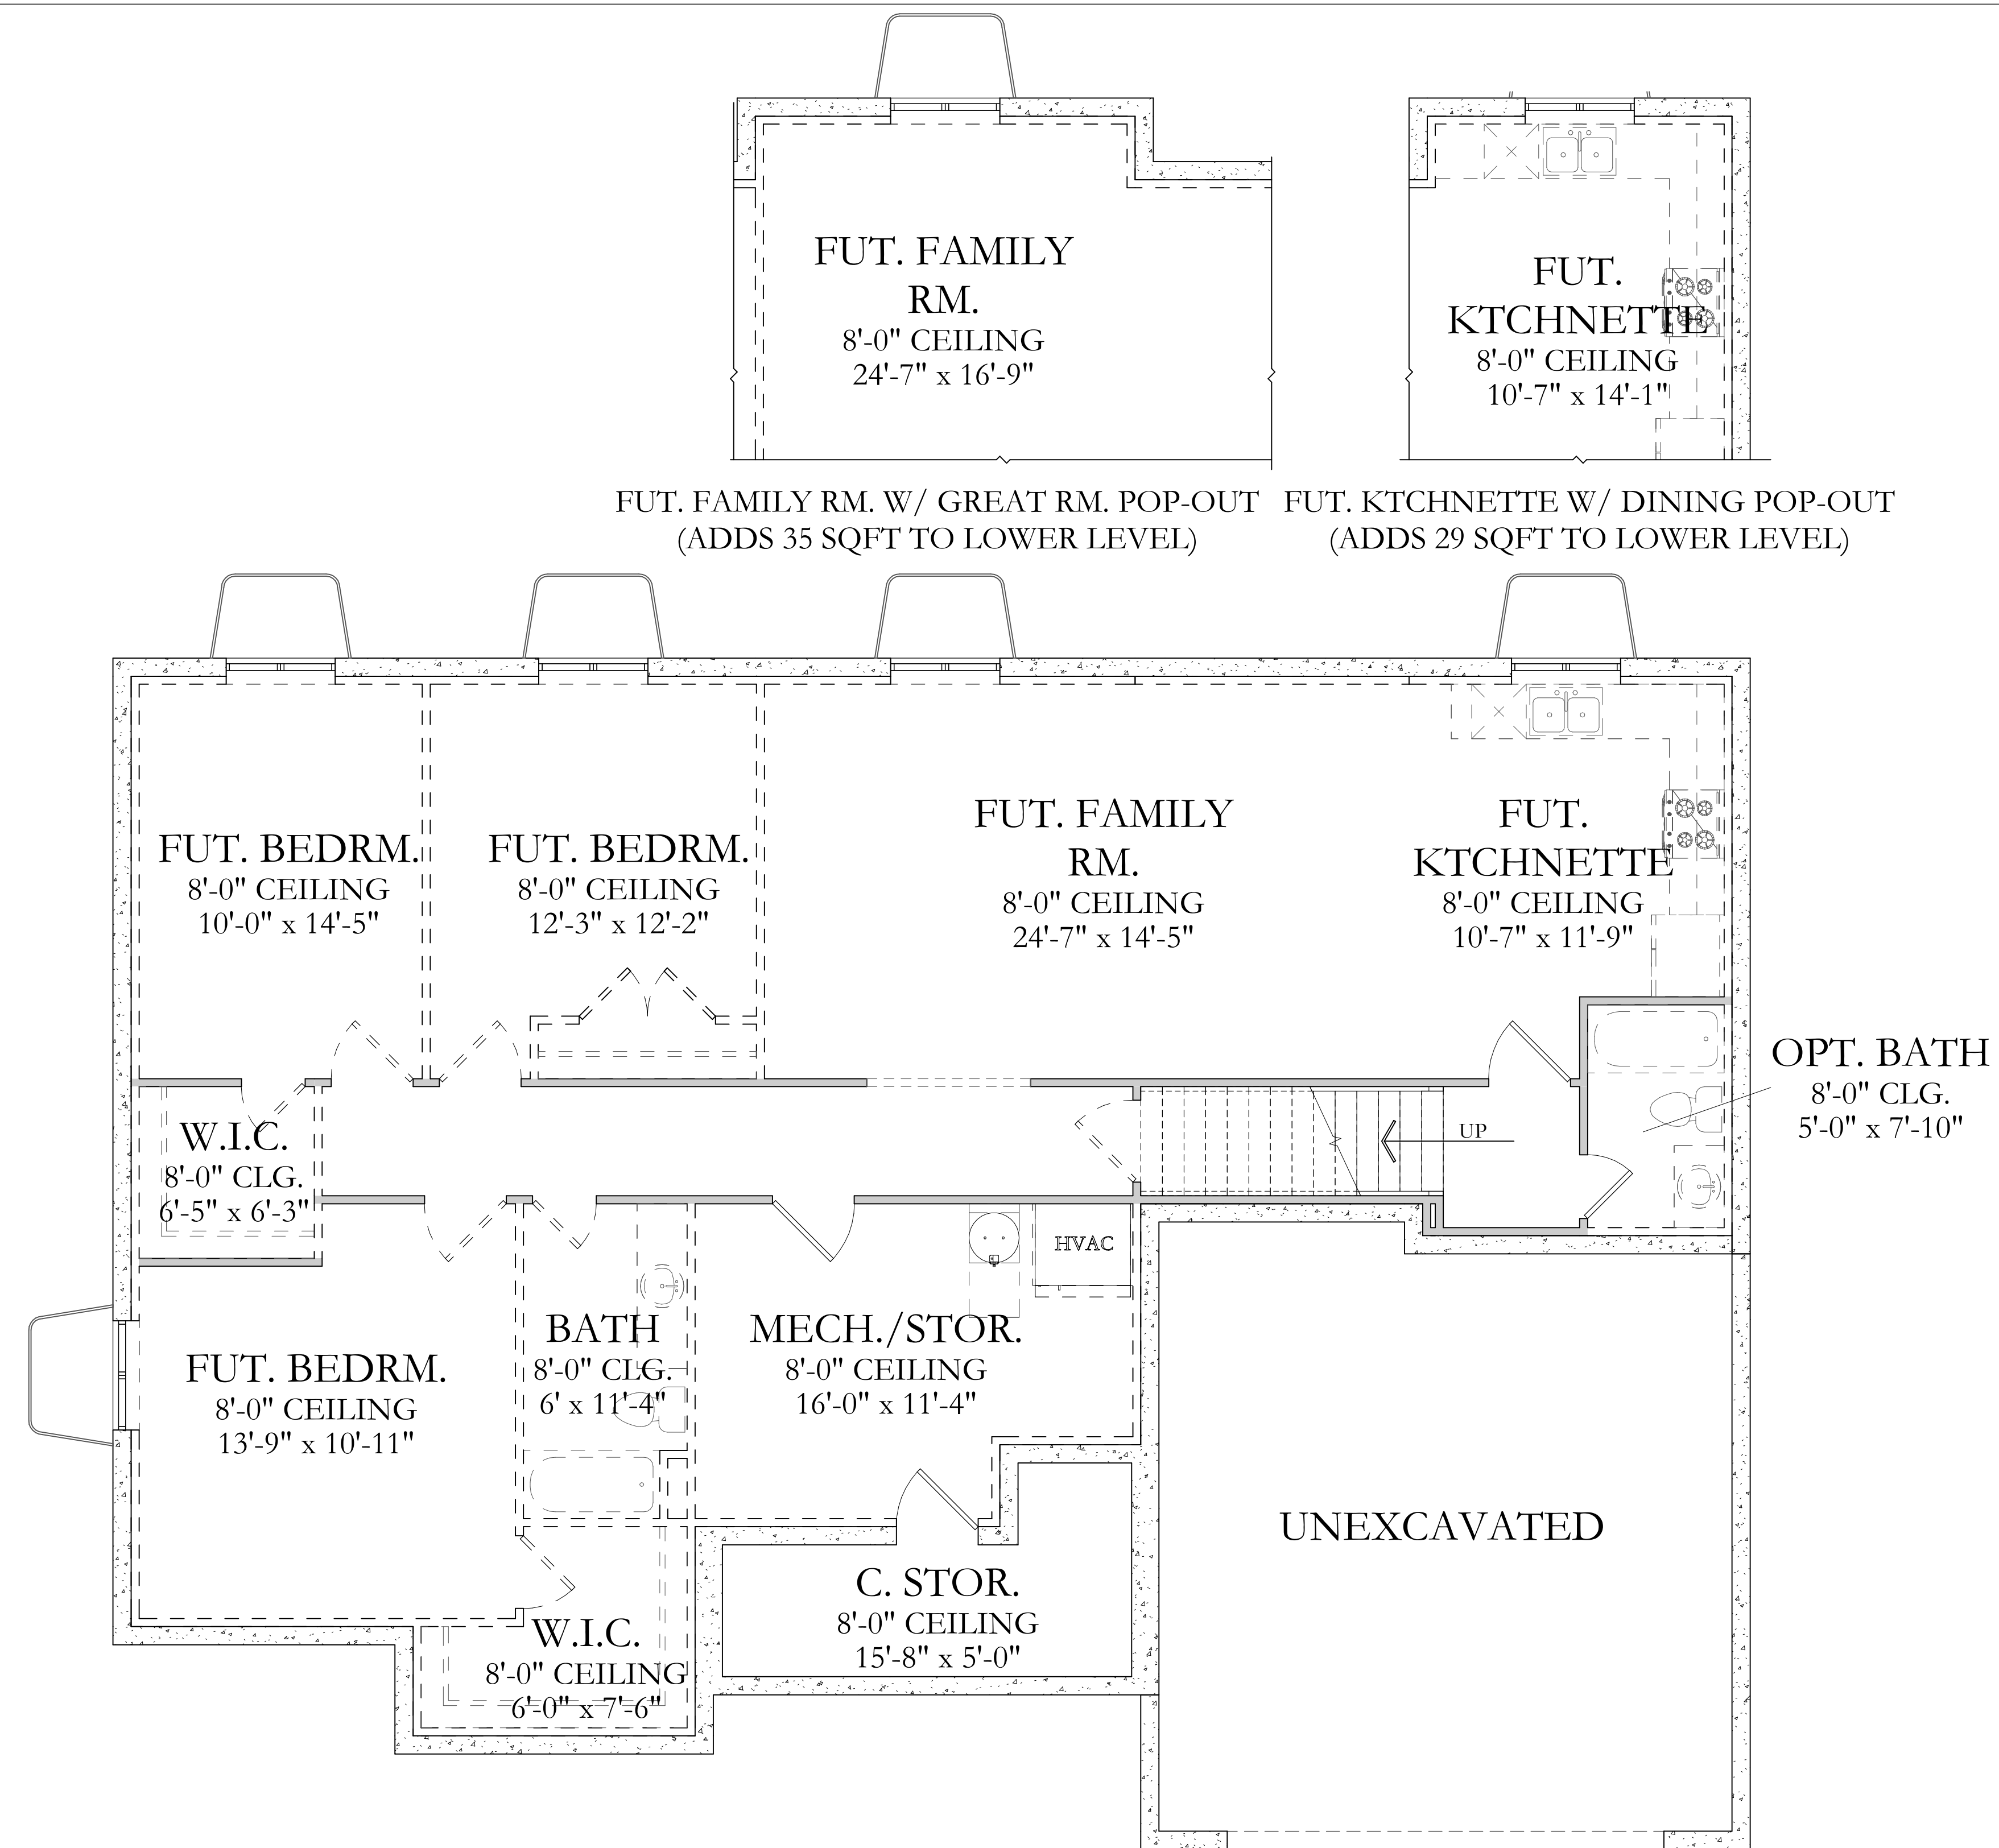 FUT. FAMILY
RM.
8'-0" CEILING
24'-7" x 16'-9"
FUT.
KTCHNETTE
8'-0" CEILING
10'-7" x 14'-1"
FUT. FAMILY RM. W/ GREAT RM. POP-OUT
(ADDS 35 SQFT TO LOWER LEVEL)
FUT. KTCHNETTE W/ DINING POP-OUT
(ADDS 29 SQFT TO LOWER LEVEL)
FUT. BEDRM.
8'-0" CEILING
10'-0" x 14'-5"
FUT. BEDRM.
8'-0" CEILING
12'-3" x 12'-2"
FUT. FAMILY
RM.
8'-0" CEILING
24'-7" x 14'-5"
FUT.
KTCHNETTE
8'-0" CEILING
10'-7" x 11'-9"
OPT. BATH
8'-0" CLG.
5'-0" x 7'-10"
UP
W.I.C.
8'-0" CLG.
6'-5" x 6'-3"
HVAC
FUT. BEDRM.
8'-0" CEILING
13'-9" x 10'-11"
BATH
8'-0" CLG.
6' x 11'-4"
MECH./STOR.
8'-0" CEILING
16'-0" x 11'-4"
UNEXCAVATED
C. STOR.
8'-0" CEILING
15'-8" x 5'-0"
W.I.C.
8'-0" CEILING
6'-0" x 7'-6"